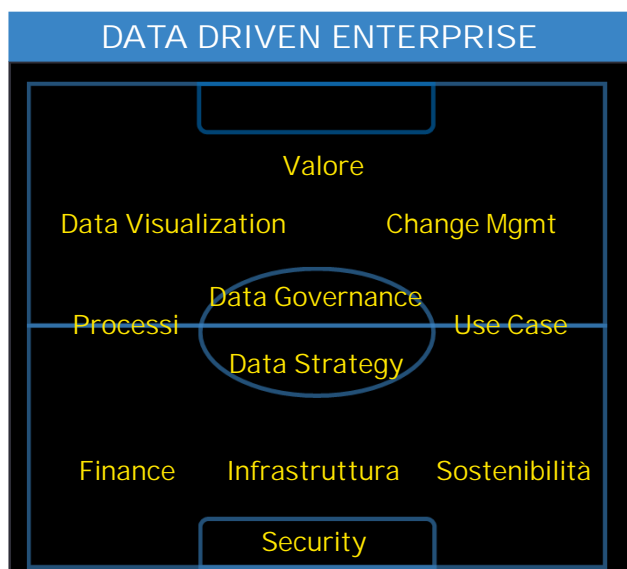 DATA DRIVEN ENTERPRISE
Valore
Data Visualization Change Mgmt
Data Governance
Processi Use Case
Data Strategy
Finance Infrastruttura Sostenibilità
Security